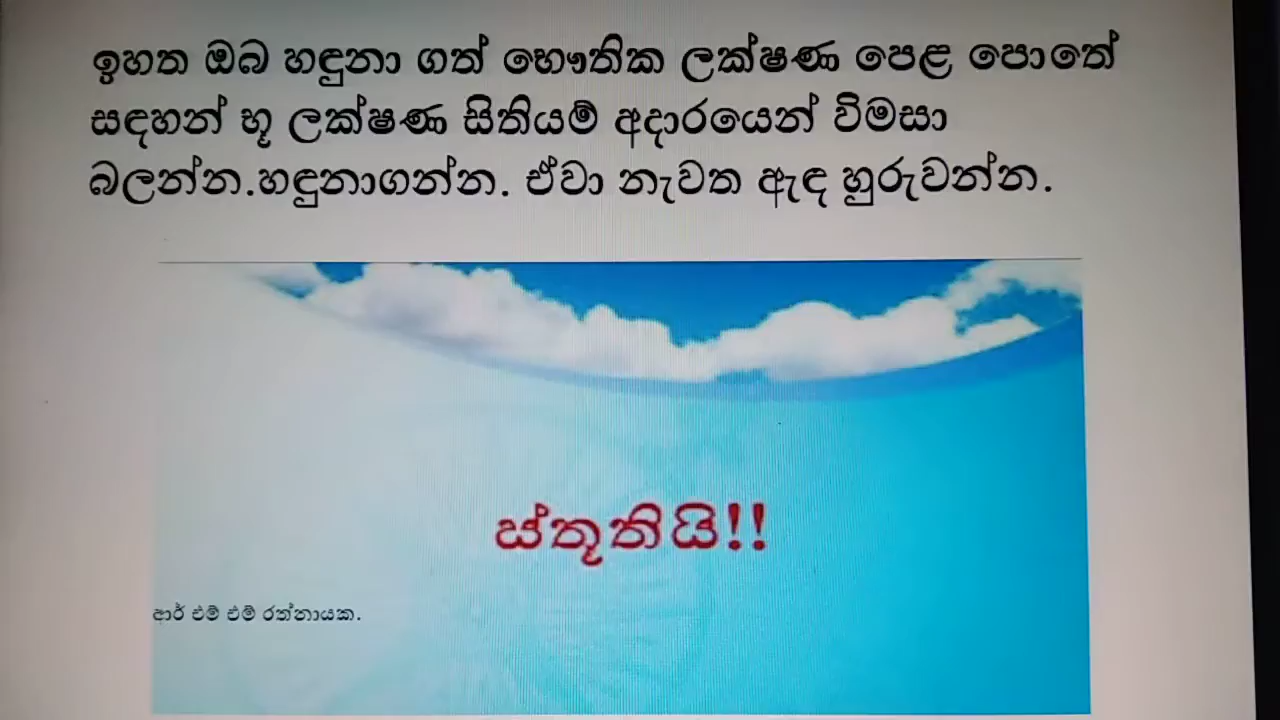 ඉහත ඔබ හඳුනා ගත් භෞතික ලක්ෂණ පෙළ පොතේ
සඳහන් භූ ලක්ෂණ සිතියම් අදාරයෙන් විමසා
බලන්න.හඳුනාගන්න. ඒවා නැවත ඇඳ හුරුවන්න.
ස්තූතියි!!
ආර් එම් එම් රත්නායක.